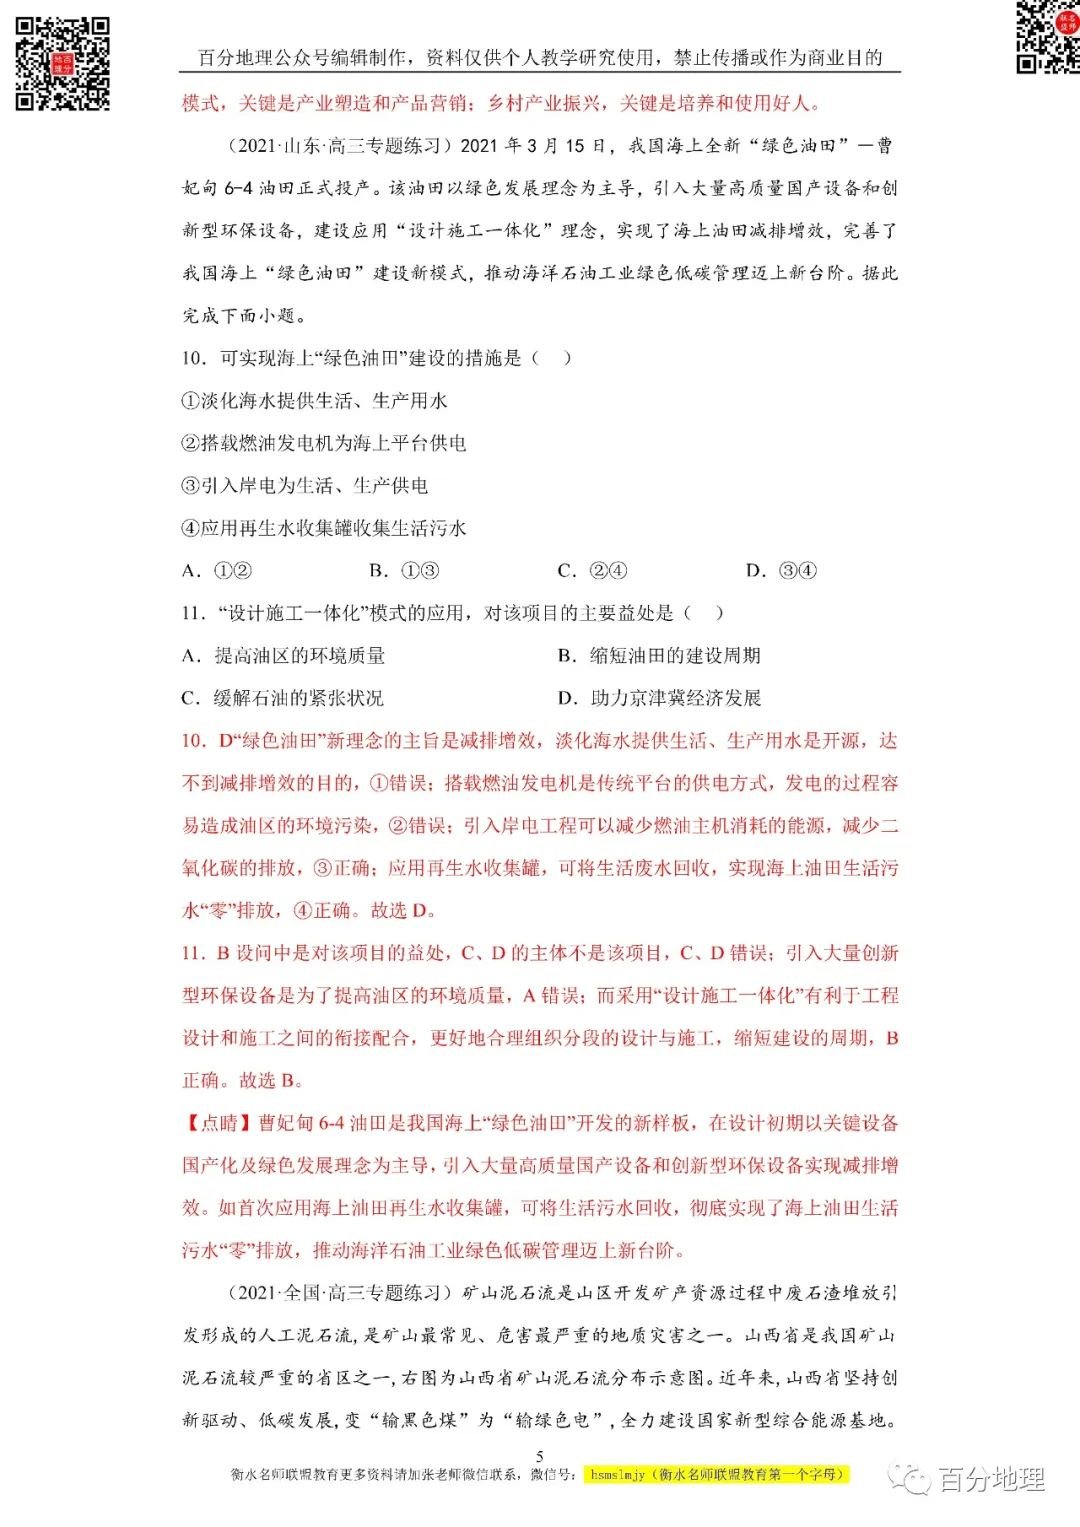 百分地理公众号编辑制作，资料仅供个人教学研究使用，禁止传播或作为商业目的
模式，关键是产业塑造和产品营销；乡村产业振兴，关键是培养和使用好人。
（2021·山东·高三专题练习）2021 年 3 月 15 日，我国海上全新“绿色油田”—曹
妃甸 6-4 油田正式投产。该油田以绿色发展理念为主导，引入大量高质量国产设备和创
新型环保设备，建设应用“设计施工一体化”理念，实现了海上油田减排增效，完善了
我国海上“绿色油田”建设新模式，推动海洋石油工业绿色低碳管理迈上新台阶。据此
完成下面小题。
10．可实现海上“绿色油田”建设的措施是（　）
①淡化海水提供生活、生产用水
②搭载燃油发电机为海上平台供电
③引入岸电为生活、生产供电
④应用再生水收集罐收集生活污水
A．①② B．①③ C．②④ D．③④
11．“设计施工一体化”模式的应用，对该项目的主要益处是（　）
A．提高油区的环境质量 B．缩短油田的建设周期
C．缓解石油的紧张状况 D．助力京津冀经济发展
10．D“绿色油田”新理念的主旨是减排增效，淡化海水提供生活、生产用水是开源，达
不到减排增效的目的，①错误；搭载燃油发电机是传统平台的供电方式，发电的过程容
易造成油区的环境污染，②错误；引入岸电工程可以减少燃油主机消耗的能源，减少二
氧化碳的排放，③正确；应用再生水收集罐，可将生活废水回收，实现海上油田生活污
水“零”排放，④正确。故选 D。
11．B 设问中是对该项目的益处，C、D 的主体不是该项目，C、D 错误；引入大量创新
型环保设备是为了提高油区的环境质量，A 错误；而采用“设计施工一体化”有利于工程
设计和施工之间的衔接配合，更好地合理组织分段的设计与施工，缩短建设的周期，B
正确。故选 B。
【点睛】曹妃甸 6-4 油田是我国海上“绿色油田”开发的新样板，在设计初期以关键设备
国产化及绿色发展理念为主导，引入大量高质量国产设备和创新型环保设备实现减排增
效。如首次应用海上油田再生水收集罐，可将生活污水回收，彻底实现了海上油田生活
污水“零”排放，推动海洋石油工业绿色低碳管理迈上新台阶。
（2021·全国·高三专题练习）矿山泥石流是山区开发矿产资源过程中废石渣堆放引
发形成的人工泥石流，是矿山最常见、危害最严重的地质灾害之一。山西省是我国矿山
泥石流较严重的省区之一，右图为山西省矿山泥石流分布示意图。近年来，山西省坚持创
新驱动、低碳发展，变“输黑色煤”为“输绿色电”，全力建设国家新型综合能源基地。
5
衡水名师联盟教育更多资料请加张老师微信联系，微信号： hsmslmjy（衡水名师联盟教育第一个字母）
百分地理